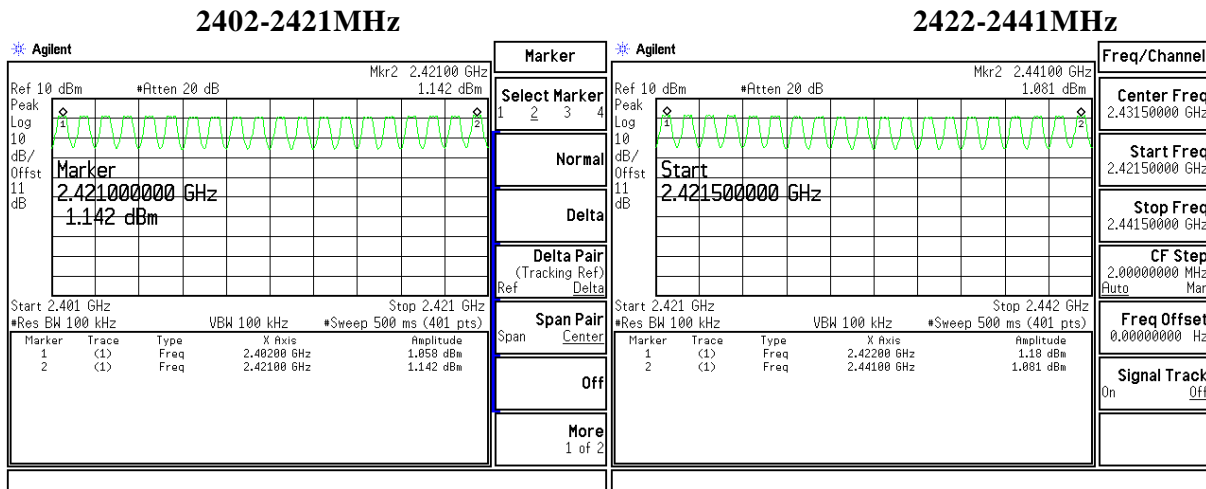 2402-2421MHz
Agilent
Mkr2 2.42100 GHz
Ref 10 dBm #Atten 20 dB 1.142 dBm
Peak
Log
10
dB/
Offst
11
dB
1 2
Marker
2.421000000 GHz
1.142 dBm
Start 2.401 GHz Stop 2.421 GHz
#Res BW 100 kHz VBW 100 kHz #Sweep 500 ms (401 pts)
Marker Trace Type X Axis Amplitude
1 (1) Freq 2.40200 GHz 1.058 dBm
2 (1) Freq 2.42100 GHz 1.142 dBm
Marker
Select Marker
1 2 3 4
Normal
Delta
Delta Pair
(Tracking Ref)
Ref Delta
Span Pair
Span Center
Off
More
1 of 2
2422-2441MHz
Agilent
Mkr2 2.44100 GHz
Ref 10 dBm #Atten 20 dB 1.081 dBm
Peak
Log
10
dB/
Offst
11
dB
1 2
Start
2.421500000 GHz
Start 2.421 GHz Stop 2.442 GHz
#Res BW 100 kHz VBW 100 kHz #Sweep 500 ms (401 pts)
Marker Trace Type X Axis Amplitude
1 (1) Freq 2.42200 GHz 1.18 dBm
2 (1) Freq 2.44100 GHz 1.081 dBm
Freq/Channel
Center Freq
2.43150000 GHz
Start Freq
2.42150000 GHz
Stop Freq
2.44150000 GHz
CF Step
2.00000000 MHz
Auto Man
Freq Offset
0.00000000 Hz
Signal Track
On Off